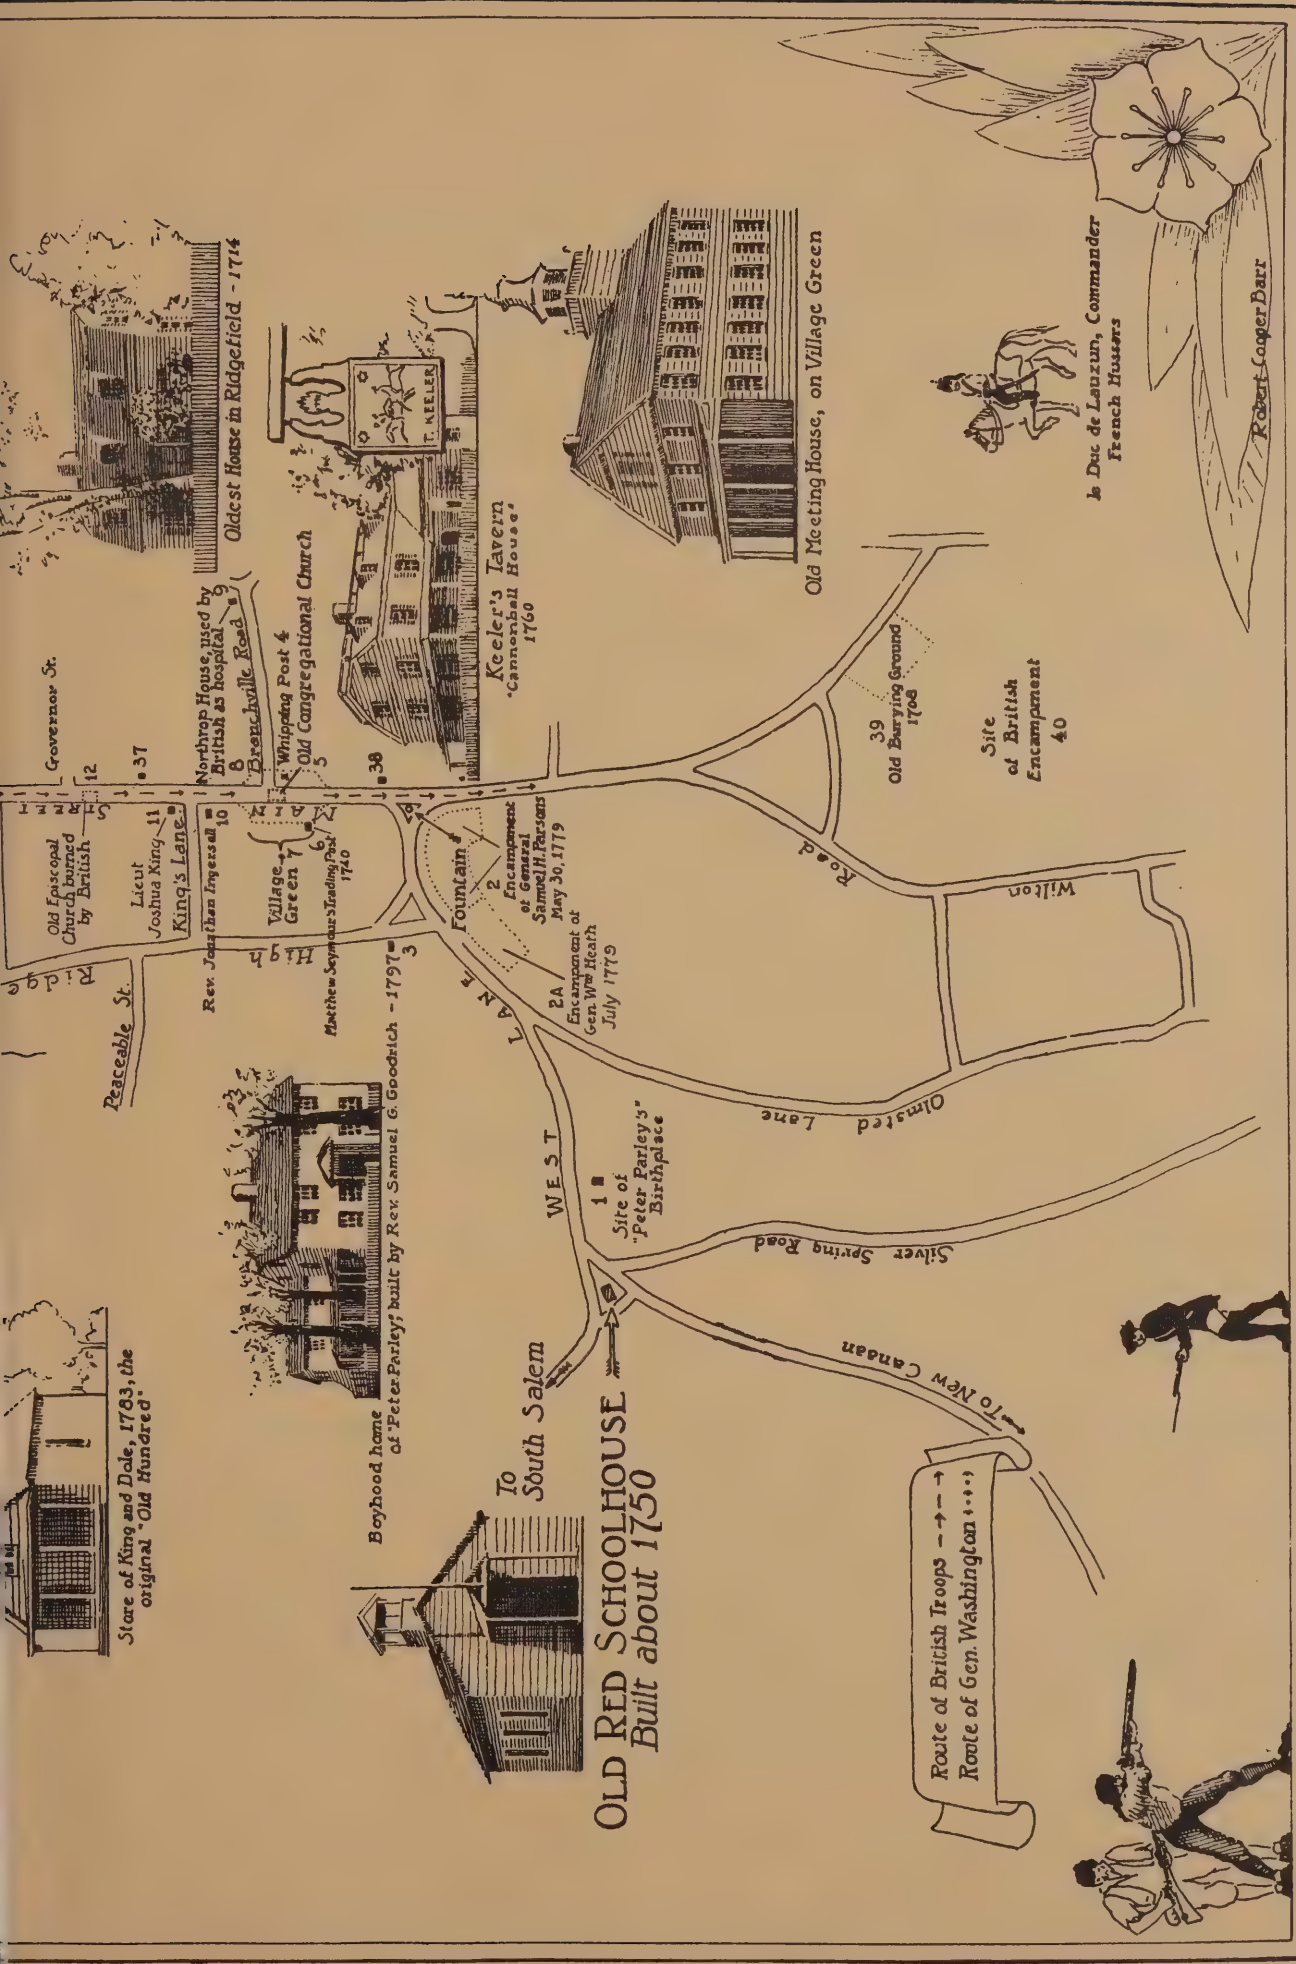 Store of King and Dole, 1783, the
original "Old Hundred"
Oldest House in Ridgefield - 1714
Governor St.
12
37
Old Episcopal
Church burned
by British
STREET
Lieut
Joshua King
11
King's Lane
Northrop House, used by
British as hospital
9
8
Branchville Road
Rev. Jonathan Ingersoll
10
Whipping Post 4
Old Congregational Church
5
Village
Green 7
6
Matthew Seymour's Trading Post
1740
MAIN
38
Ridge
High
Peaceable St.
3
Boyhood home
of "Peter Parley," built by Rev. Samuel G. Goodrich - 1797
T. KEELER
Keeler's Tavern
"Cannonball House"
1760
Fountain
2
Encampment
of General
Samuel H. Parsons
May 30, 1779
2A
Encampment of
Gen. Wm Heath
July 1779
WEST LANE
1
Site of
"Peter Parley's"
Birthplace
To
South Salem
OLD RED SCHOOLHOUSE
Built about 1750
Olmsted Lane
Silver Spring Road
To New Canaan
Wilton Road
Old Meeting House, on Village Green
39
Old Burying Ground
1708
Site
of British
Encampment
40
Route of British Troops
Route of Gen. Washington
le Duc de Lauzun, Commander
French Hussars
Robert Cooper Barr